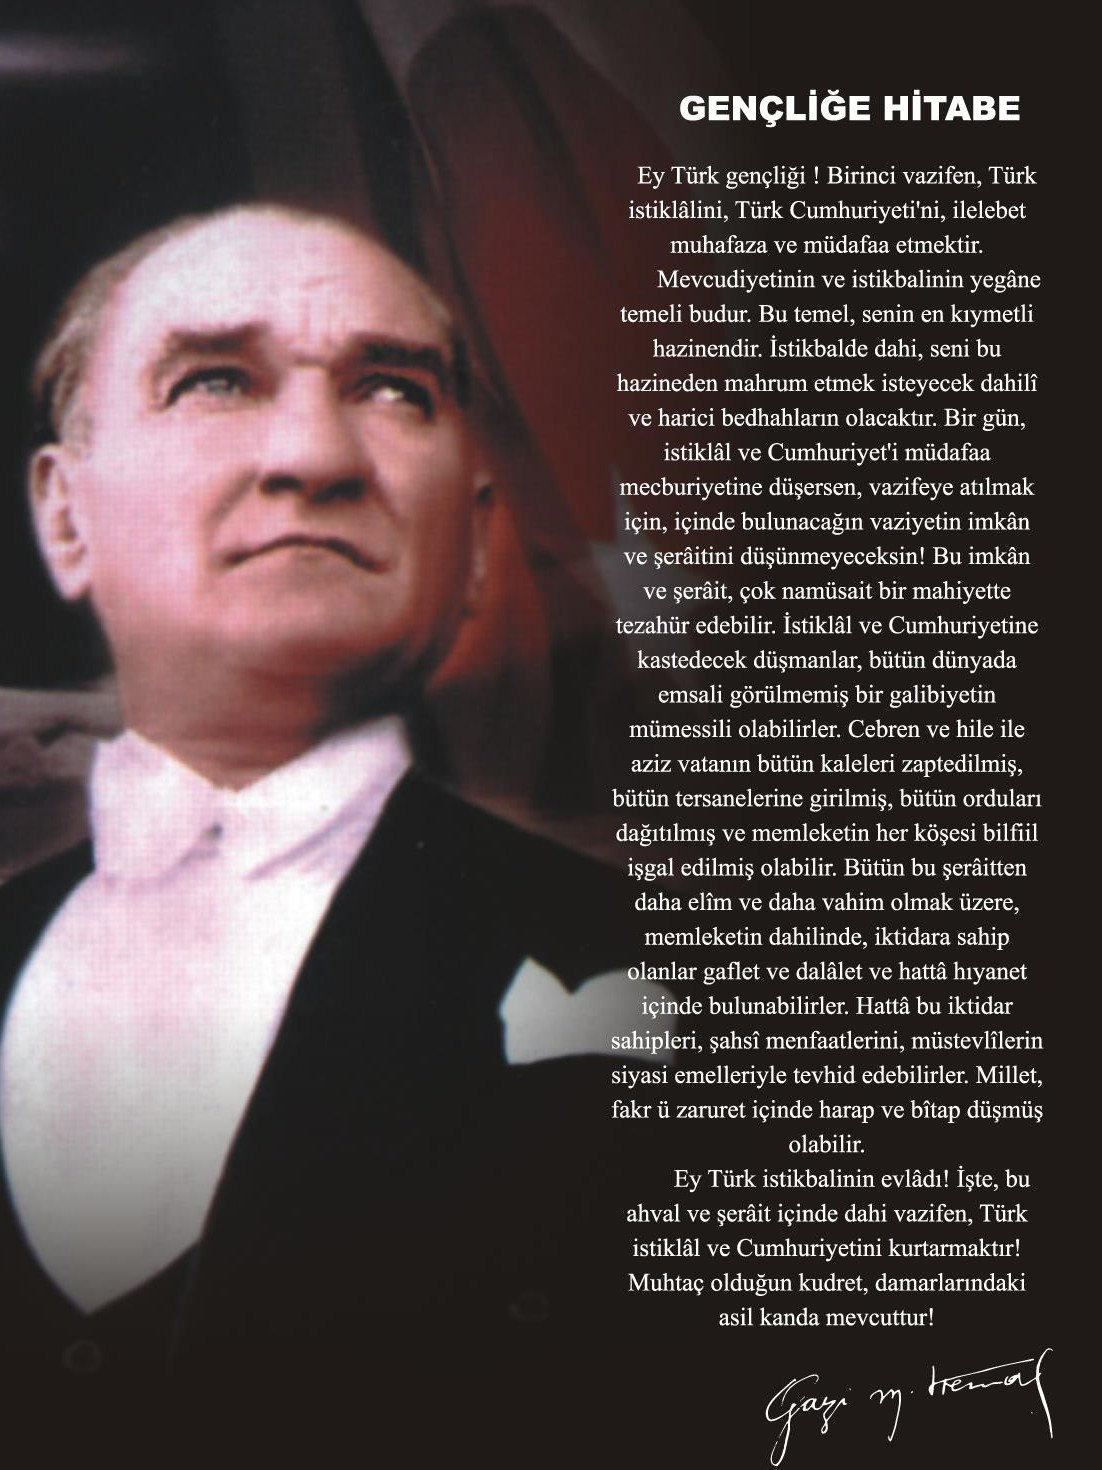 GENÇLİĞE HİTABE
Ey Türk gençliği ! Birinci vazifen, Türk
istiklâlini, Türk Cumhuriyeti'ni, ilelebet
muhafaza ve müdafaa etmektir.
Mevcudiyetinin ve istikbalinin yegâne
temeli budur. Bu temel, senin en kıymetli
hazinendir. İstikbalde dahi, seni bu
hazineden mahrum etmek isteyecek dahilî
ve harici bedhahların olacaktır. Bir gün,
istiklâl ve Cumhuriyet'i müdafaa
mecburiyetine düşersen, vazifeye atılmak
için, içinde bulunacağın vaziyetin imkân
ve şerâitini düşünmeyeceksin! Bu imkân
ve şerâit, çok namüsait bir mahiyette
tezahür edebilir. İstiklâl ve Cumhuriyetine
kastedecek düşmanlar, bütün dünyada
emsali görülmemiş bir galibiyetin
mümessili olabilirler. Cebren ve hile ile
aziz vatanın bütün kaleleri zaptedilmiş,
bütün tersanelerine girilmiş, bütün orduları
dağıtılmış ve memleketin her köşesi bilfiil
işgal edilmiş olabilir. Bütün bu şerâitten
daha elîm ve daha vahim olmak üzere,
memleketin dahilinde, iktidara sahip
olanlar gaflet ve dalâlet ve hattâ hıyanet
içinde bulunabilirler. Hattâ bu iktidar
sahipleri, şahsî menfaatlerini, müstevlîlerin
siyasi emelleriyle tevhid edebilirler. Millet,
fakr ü zaruret içinde harap ve bîtap düşmüş
olabilir.
Ey Türk istikbalinin evlâdı! İşte, bu
ahval ve şerâit içinde dahi vazifen, Türk
istiklâl ve Cumhuriyetini kurtarmaktır!
Muhtaç olduğun kudret, damarlarındaki
asil kanda mevcuttur!
Gazi M. Kemal